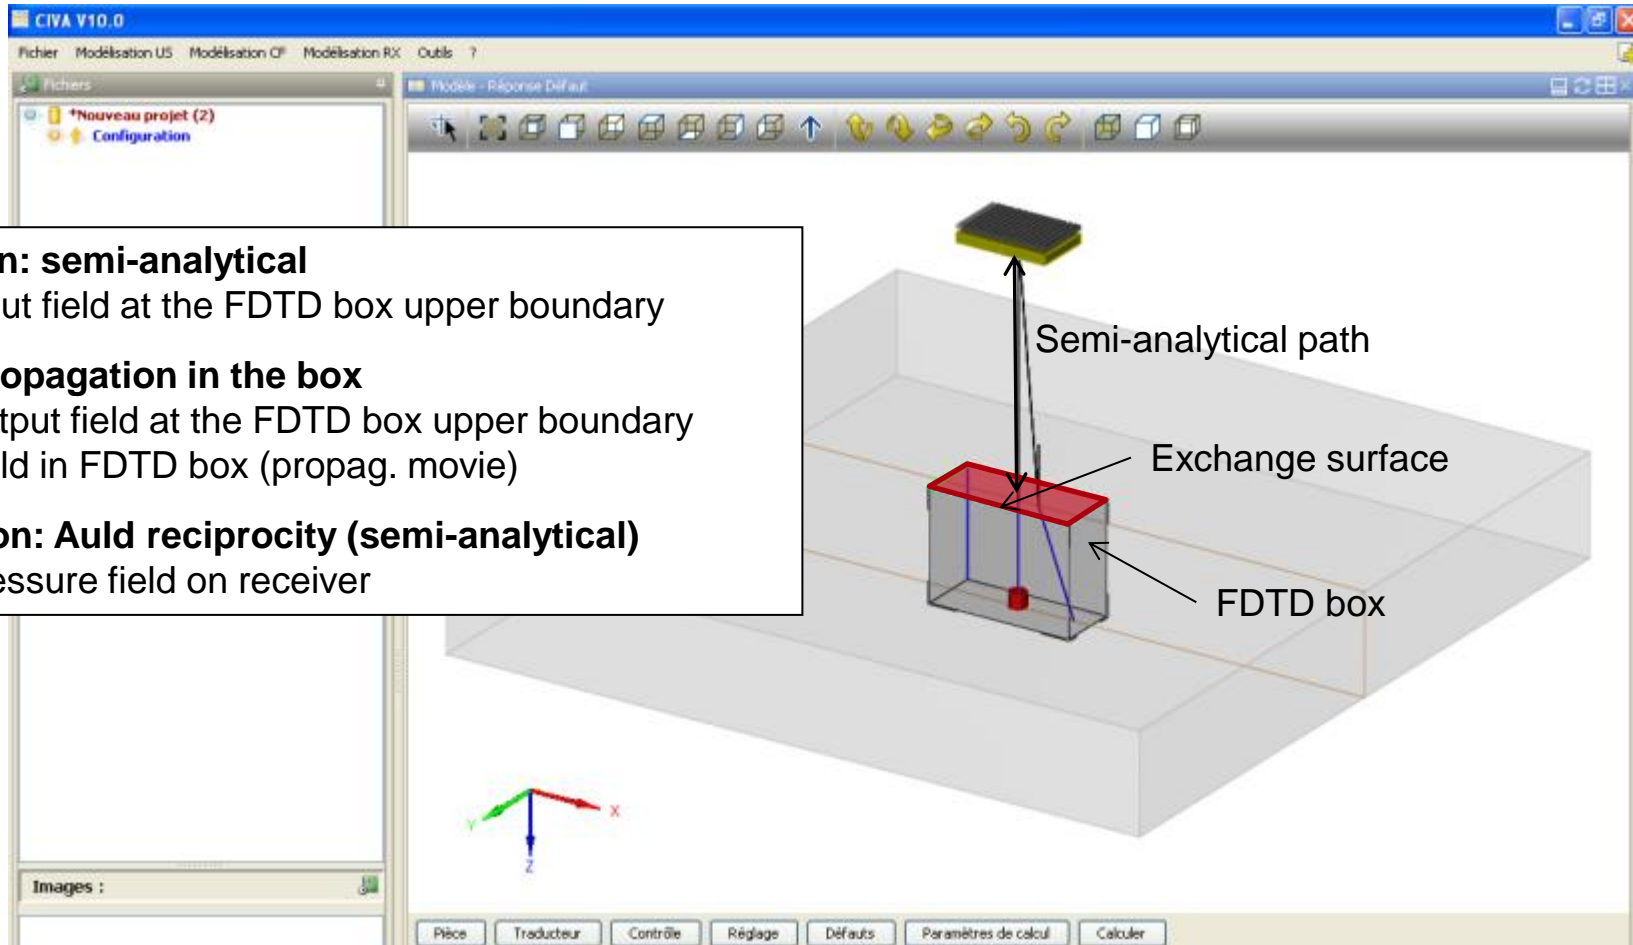 CIVA V10.0
Fichier Modélisation US Modélisation CF Modélisation RX Outils ?
Fichiers
Modèle - Réponse Défaut
*Nouveau projet (2)
Configuration
n: semi-analytical
ut field at the FDTD box upper boundary
opagation in the box
tput field at the FDTD box upper boundary
ld in FDTD box (propag. movie)
on: Auld reciprocity (semi-analytical)
essure field on receiver
Semi-analytical path
Exchange surface
FDTD box
X
Y
Z
Images :
Pièce Traducteur Contrôle Réglage Défauts Paramètres de calcul Calculer